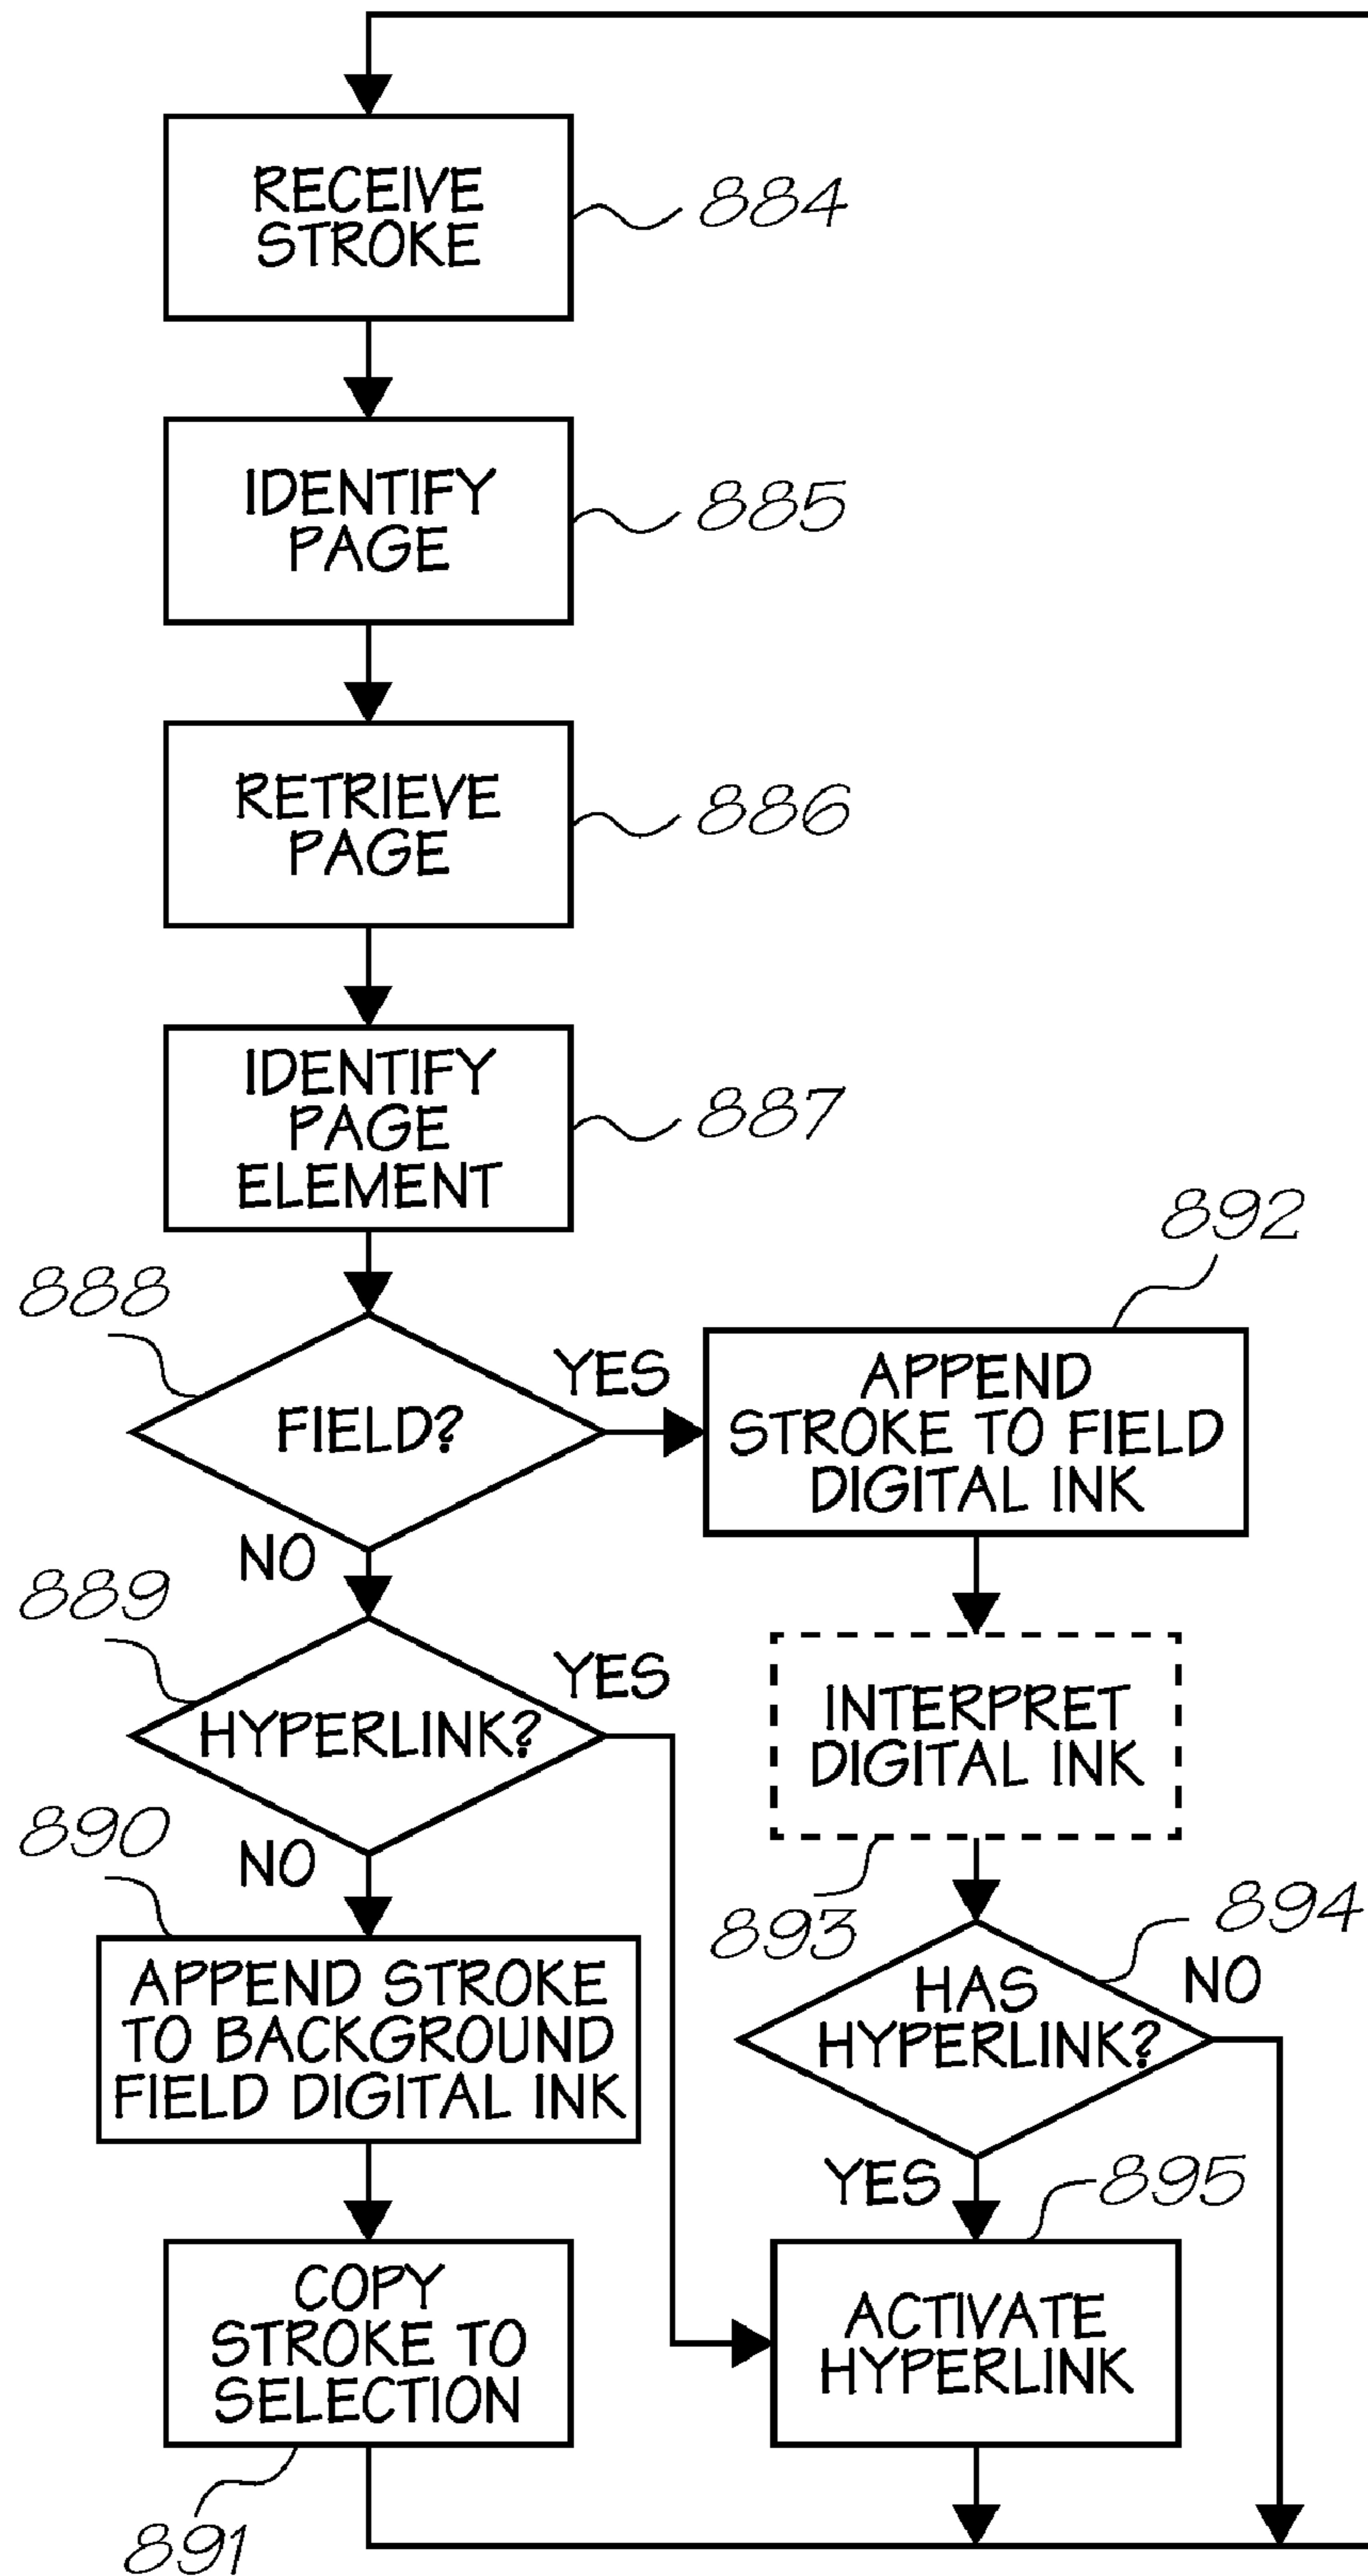 RECEIVE
STROKE
884
IDENTIFY
PAGE
885
RETRIEVE
PAGE
886
IDENTIFY
PAGE
ELEMENT
887
888
FIELD?
YES
NO
892
APPEND
STROKE TO FIELD
DIGITAL INK
889
HYPERLINK?
YES
NO
INTERPRET
DIGITAL INK
893
890
APPEND STROKE
TO BACKGROUND
FIELD DIGITAL INK
894
HAS
HYPERLINK?
NO
YES
895
COPY
STROKE TO
SELECTION
891
ACTIVATE
HYPERLINK